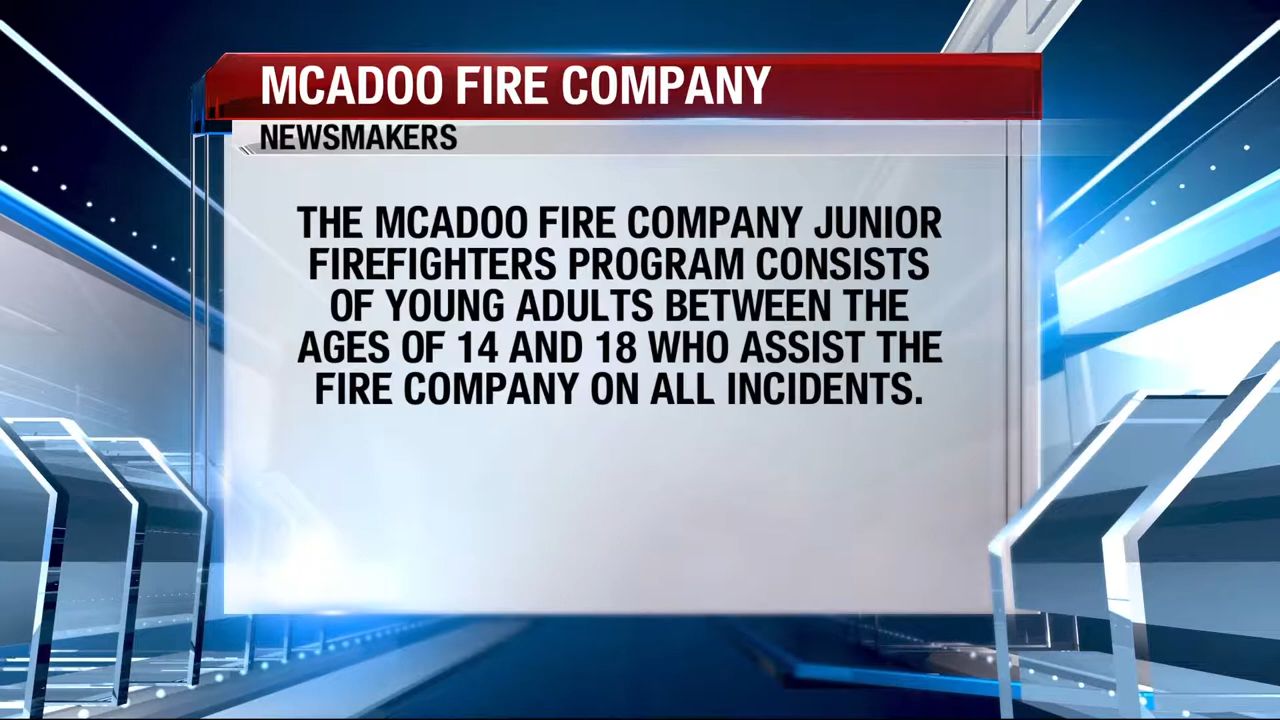 MCADOO FIRE COMPANY
NEWSMAKERS
THE MCADOO FIRE COMPANY JUNIOR
FIREFIGHTERS PROGRAM CONSISTS
OF YOUNG ADULTS BETWEEN THE
AGES OF 14 AND 18 WHO ASSIST THE
FIRE COMPANY ON ALL INCIDENTS.